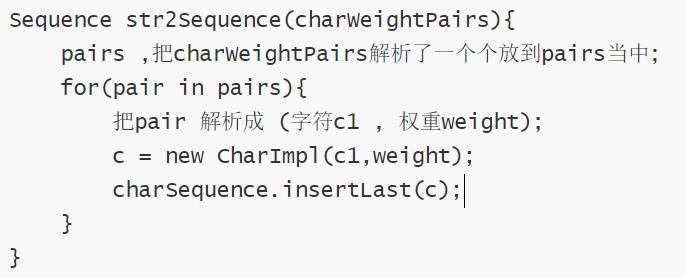 Sequence str2Sequence(charWeightPairs){
    pairs ,把charWeightPairs解析了一个个放到pairs当中;
    for(pair in pairs){
        把pair 解析成 (字符c1 , 权重weight);
        c = new CharImpl(c1,weight);
        charSequence.insertLast(c);
    }
}